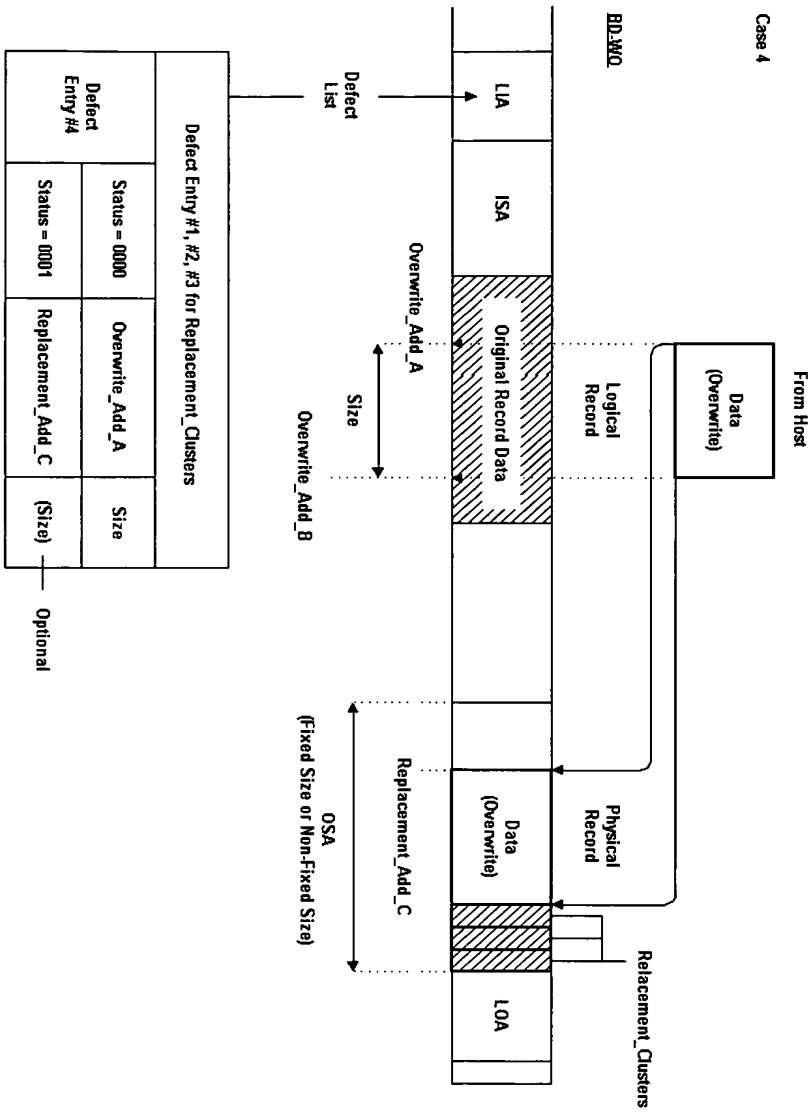 Case 4
From Host
Data
(Overwrite)
BD-WO
Logical
Record
Physical
Record
Relacement_Clusters
LIA
ISA
Original Record Data
Data
(Overwrite)
LOA
Overwrite_Add_A
Size
Overwrite_Add_B
Replacement_Add_C
OSA
(Fixed Size or Non-Fixed Size)
Defect
List
Defect Entry #1, #2, #3 for Replacement_Clusters
Defect
Entry #4
Status = 0000
Overwrite_Add_A
Size
Status = 0001
Replacement_Add_C
(Size)
Optional